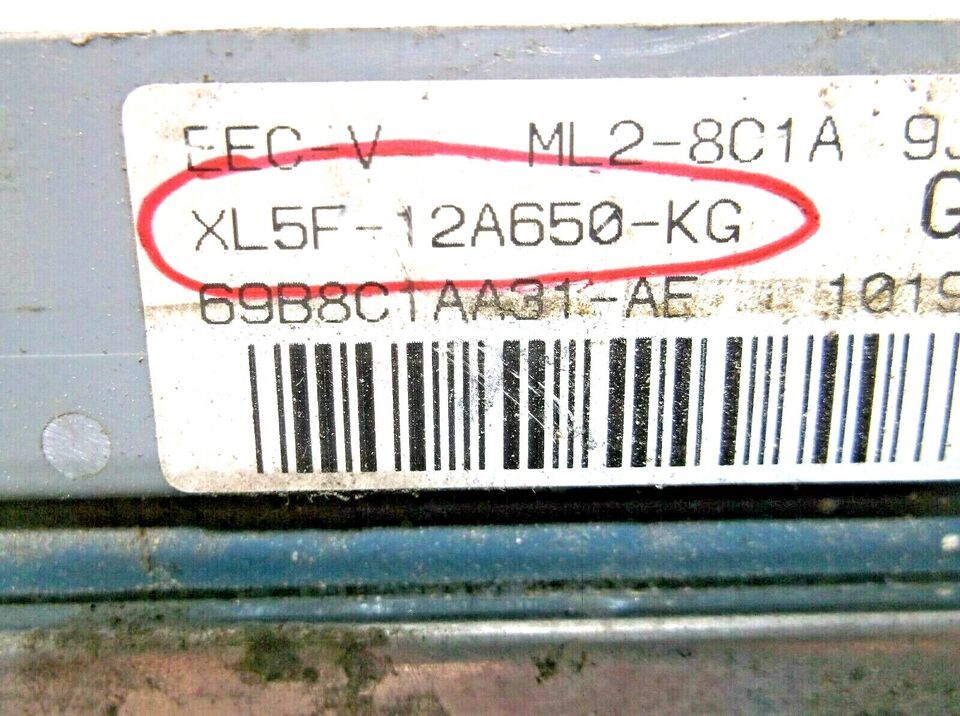 EEC-V ML2-8C1A 9J
XL5F-12A650-KG G
69B8C1AA31-AE 1019